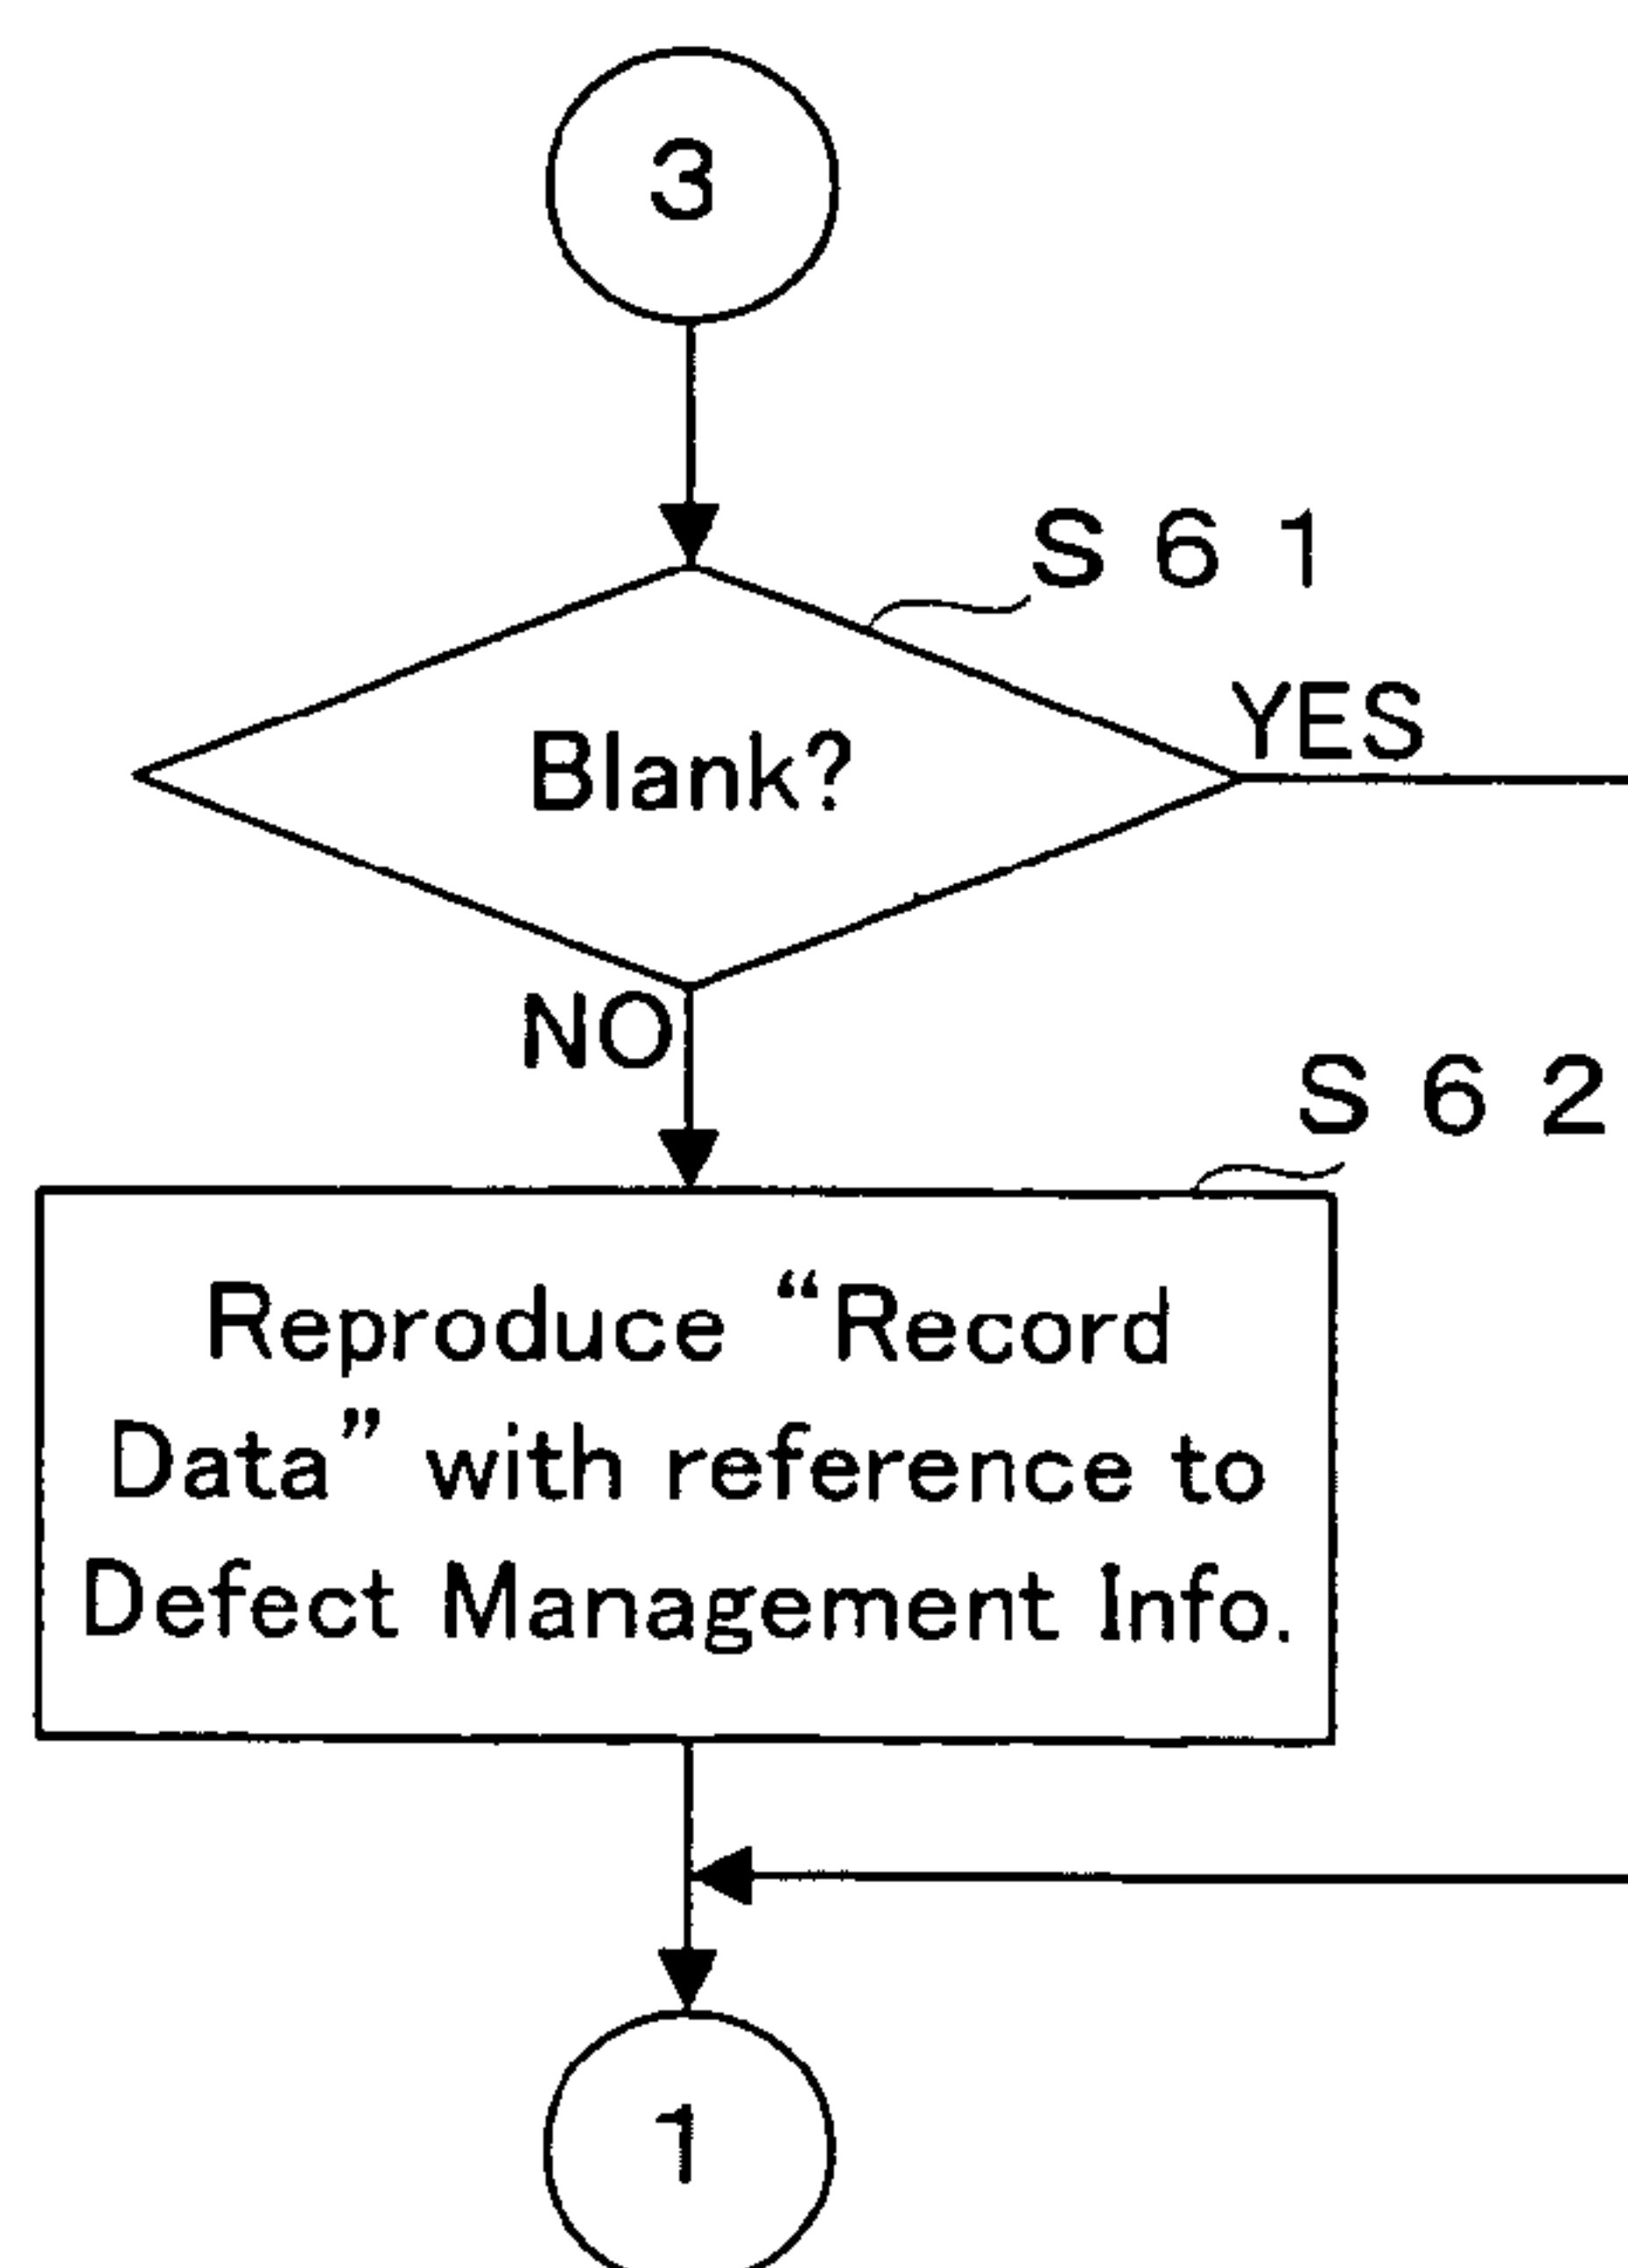 3
S 6 1
YES
Blank?
NO
S 6 2
Reproduce “Record
Data” with reference to
Defect Management Info.
1